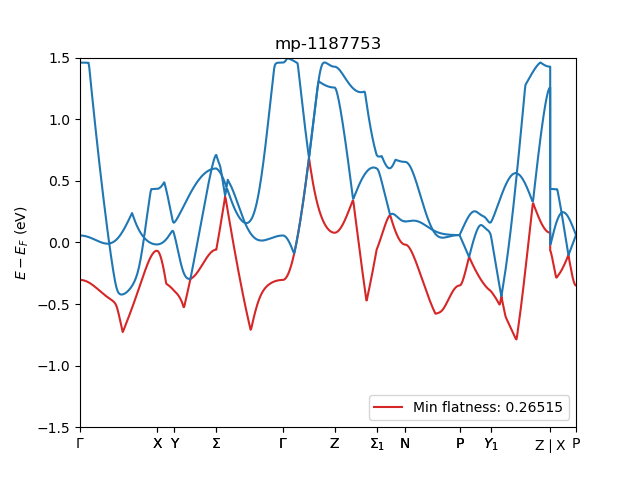 mp-1187753
E − E_F (eV)
1.5
1.0
0.5
0.0
−0.5
−1.0
−1.5
Min flatness: 0.26515
Γ X Y Σ Γ Z Σ₁ N P Y₁ Z | X P